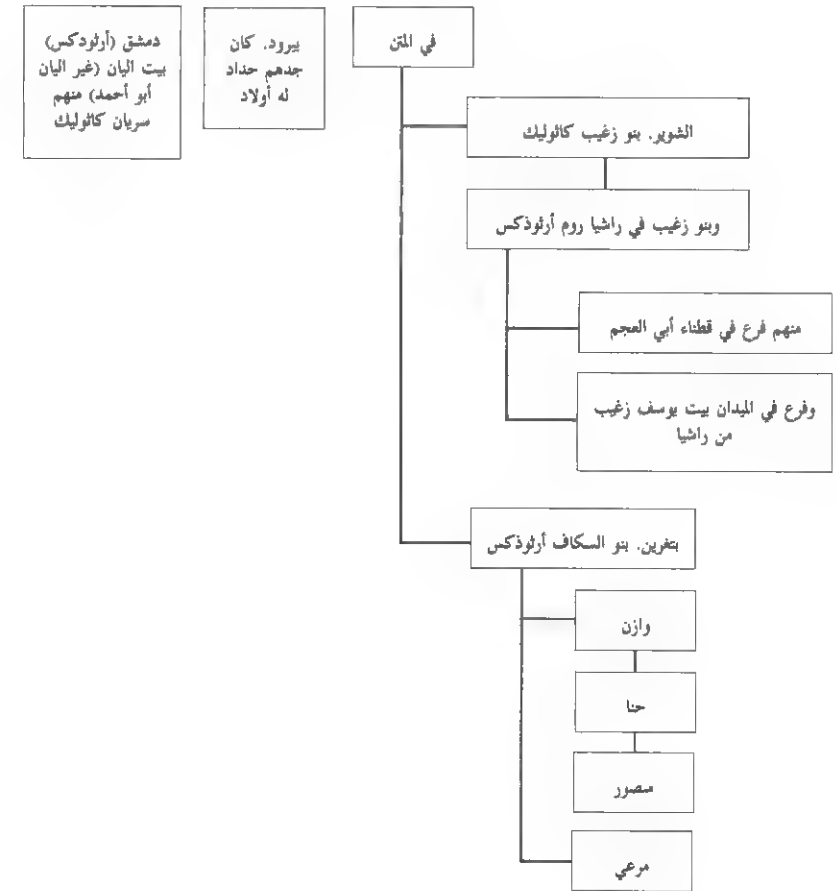 في المتن
يبرود. كان
جدهم حداد
له أولاد
دمشق (أرثودكس)
بيت اليان (غير اليان
أبو أحمد) منهم
سريان كاثوليك
الشوير. بنو زغيب كاثوليك
وبنو زغيب في راشيا روم أرثوذكس
منهم فرع في قطناء أبي العجم
وفرع في الميدان بيت يوسف زغيب
من راشيا
بتغرين. بنو السكاف أرثوذكس
وازن
حنا
منصور
مرعي